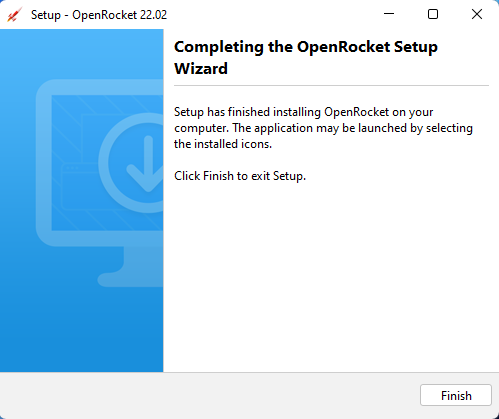 Setup - OpenRocket 22.02
Completing the OpenRocket Setup
Wizard
Setup has finished installing OpenRocket on your
computer. The application may be launched by selecting
the installed icons.
Click Finish to exit Setup.
Finish